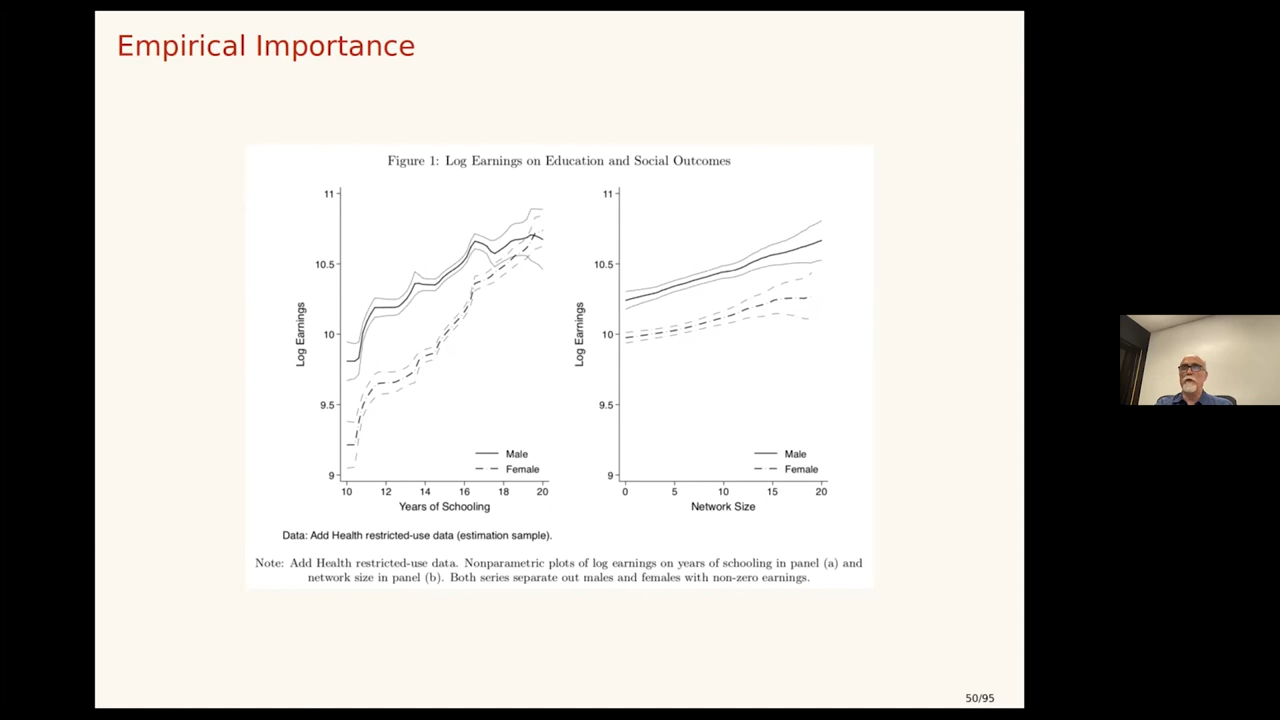 Empirical Importance
Figure 1: Log Earnings on Education and Social Outcomes
11
10.5
10
9.5
9
Log Earnings
10 12 14 16 18 20
Years of Schooling
Male
Female
11
10.5
10
9.5
9
Log Earnings
0 5 10 15 20
Network Size
Male
Female
Data: Add Health restricted-use data (estimation sample).
Note: Add Health restricted-use data. Nonparametric plots of log earnings on years of schooling in panel (a) and
network size in panel (b). Both series separate out males and females with non-zero earnings.
50/95